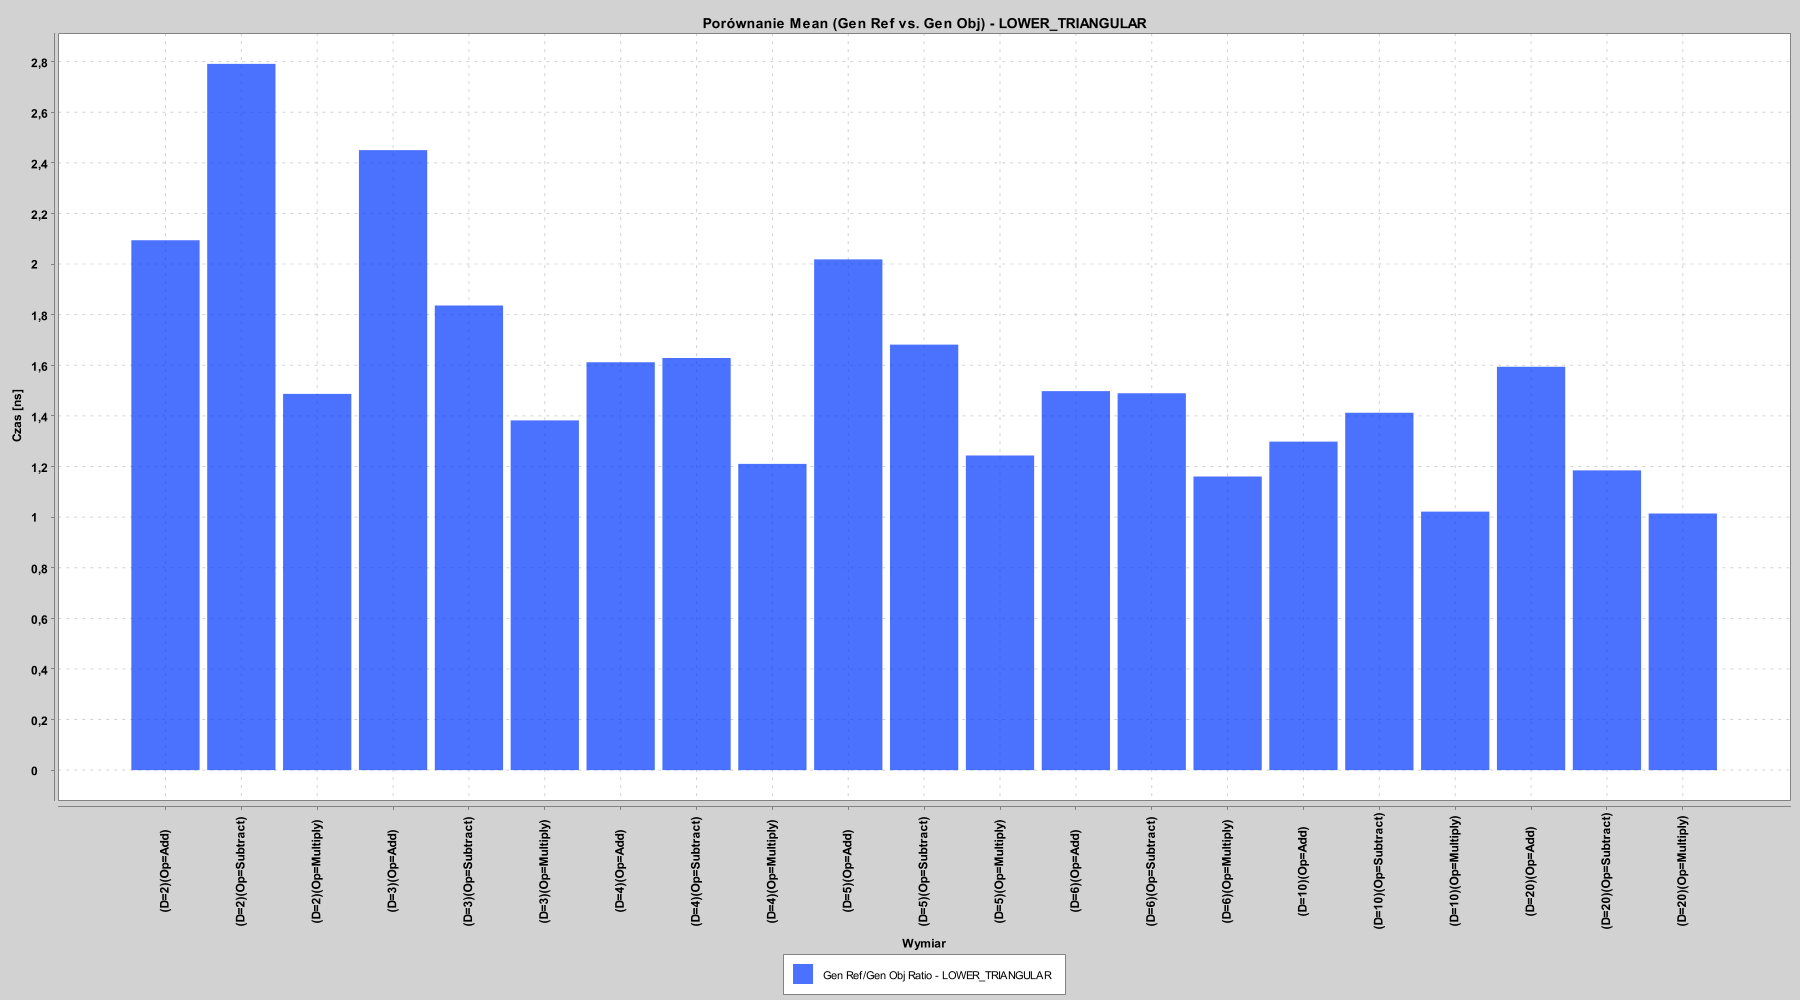 Porównanie Mean (Gen Ref vs. Gen Obj) - LOWER_TRIANGULAR
Czas [ns]
2,8
2,6
2,4
2,2
2
1,8
1,6
1,4
1,2
1
0,8
0,6
0,4
0,2
0
(D=2)(Op=Add)
(D=2)(Op=Subtract)
(D=2)(Op=Multiply)
(D=3)(Op=Add)
(D=3)(Op=Subtract)
(D=3)(Op=Multiply)
(D=4)(Op=Add)
(D=4)(Op=Subtract)
(D=4)(Op=Multiply)
(D=5)(Op=Add)
(D=5)(Op=Subtract)
(D=5)(Op=Multiply)
(D=6)(Op=Add)
(D=6)(Op=Subtract)
(D=6)(Op=Multiply)
(D=10)(Op=Add)
(D=10)(Op=Subtract)
(D=10)(Op=Multiply)
(D=20)(Op=Add)
(D=20)(Op=Subtract)
(D=20)(Op=Multiply)
Wymiar
Gen Ref/Gen Obj Ratio - LOWER_TRIANGULAR